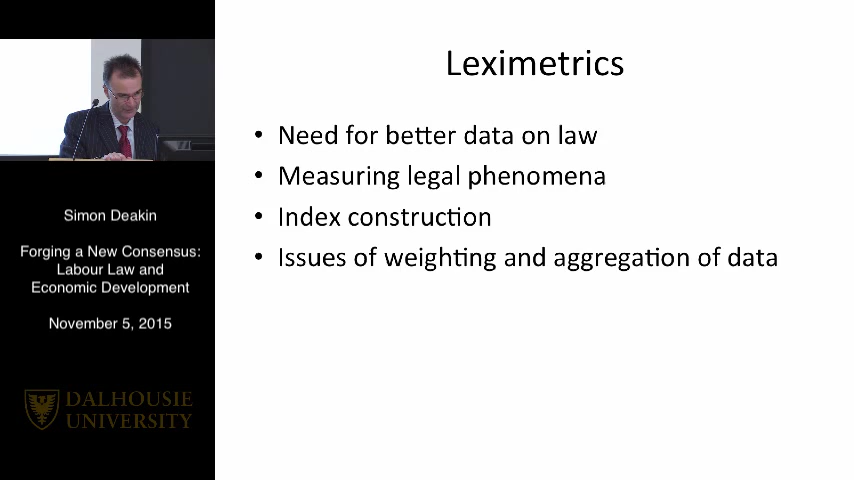 Leximetrics
• Need for better data on law
• Measuring legal phenomena
• Index construction
• Issues of weighting and aggregation of data
Simon Deakin
Forging a New Consensus:
Labour Law and
Economic Development
November 5, 2015
DALHOUSIE
UNIVERSITY